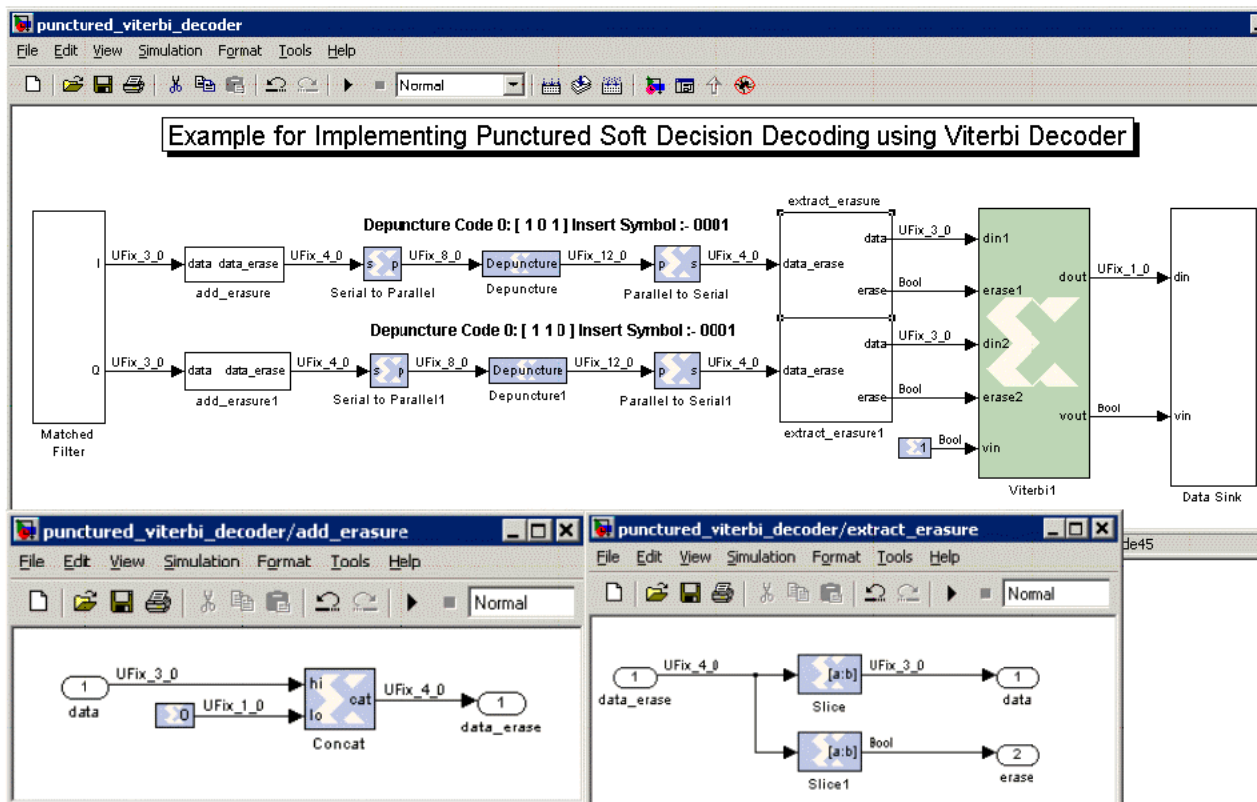 punctured_viterbi_decoder
File Edit View Simulation Format Tools Help
Normal
Example for Implementing Punctured Soft Decision Decoding using Viterbi Decoder
I
Q
Matched
Filter
UFix_3_0
data data_erase
add_erasure
UFix_4_0
s p
Serial to Parallel
UFix_8_0
Depuncture Code 0: [ 1 0 1 ] Insert Symbol :- 0001
Depuncture
Depuncture
UFix_12_0
p s
Parallel to Serial
UFix_4_0
UFix_3_0
data data_erase
add_erasure1
UFix_4_0
s p
Serial to Parallel1
UFix_8_0
Depuncture Code 0: [ 1 1 0 ] Insert Symbol :- 0001
Depuncture
Depuncture1
UFix_12_0
p s
Parallel to Serial1
UFix_4_0
extract_erasure
data_erase
data
erase
data_erase
data
erase
extract_erasure1
UFix_3_0
Bool
UFix_3_0
Bool
1
Bool
din1
erase1
din2
erase2
vin
dout
vout
Viterbi1
UFix_1_0
Bool
din
vin
Data Sink
de45
punctured_viterbi_decoder/add_erasure
File Edit View Simulation Format Tools Help
Normal
1
data
UFix_3_0
0
UFix_1_0
hi
lo
cat
Concat
UFix_4_0
1
data_erase
punctured_viterbi_decoder/extract_erasure
File Edit View Simulation Format Tools Help
Normal
1
data_erase
UFix_4_0
[a:b]
Slice
UFix_3_0
1
data
[a:b]
Slice1
Bool
2
erase